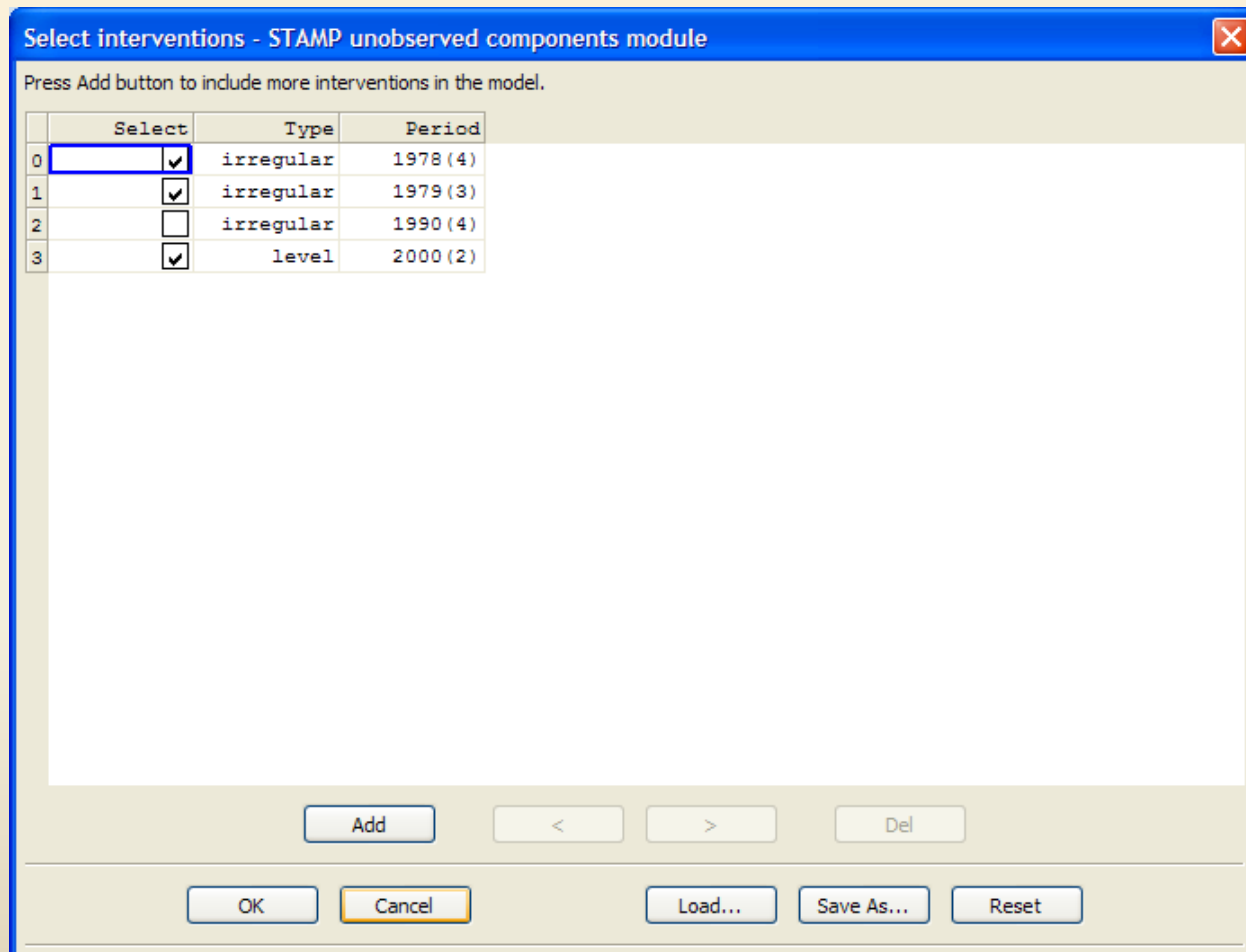 Select interventions - STAMP unobserved components module
Press Add button to include more interventions in the model.
Select Type Period
0 irregular 1978(4)
1 irregular 1979(3)
2 irregular 1990(4)
3 level 2000(2)
Add < > Del
OK Cancel Load... Save As... Reset